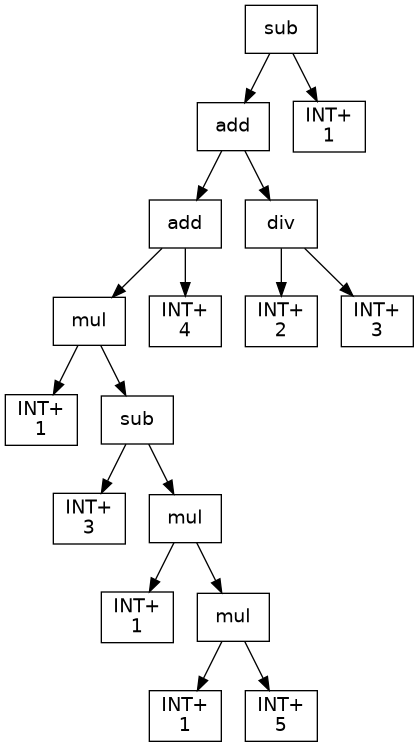 sub
add
INT+
1
add
div
mul
INT+
4
INT+
2
INT+
3
INT+
1
sub
INT+
3
mul
INT+
1
mul
INT+
1
INT+
5